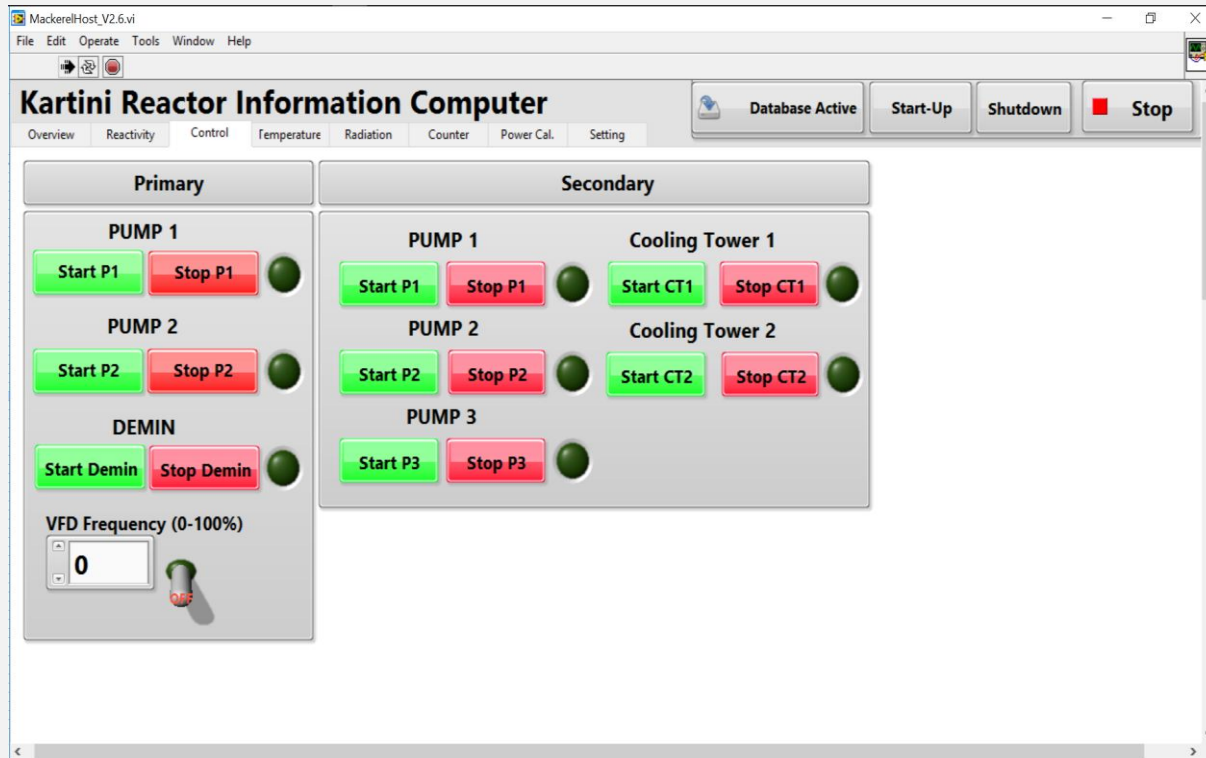 MackerelHost_V2.6.vi
File Edit Operate Tools Window Help
Kartini Reactor Information Computer
Database Active Start-Up Shutdown Stop
Overview Reactivity Control Temperature Radiation Counter Power Cal. Setting
Primary
PUMP 1
Start P1 Stop P1
PUMP 2
Start P2 Stop P2
DEMIN
Start Demin Stop Demin
VFD Frequency (0-100%)
0
OFF
Secondary
PUMP 1
Start P1 Stop P1
PUMP 2
Start P2 Stop P2
PUMP 3
Start P3 Stop P3
Cooling Tower 1
Start CT1 Stop CT1
Cooling Tower 2
Start CT2 Stop CT2